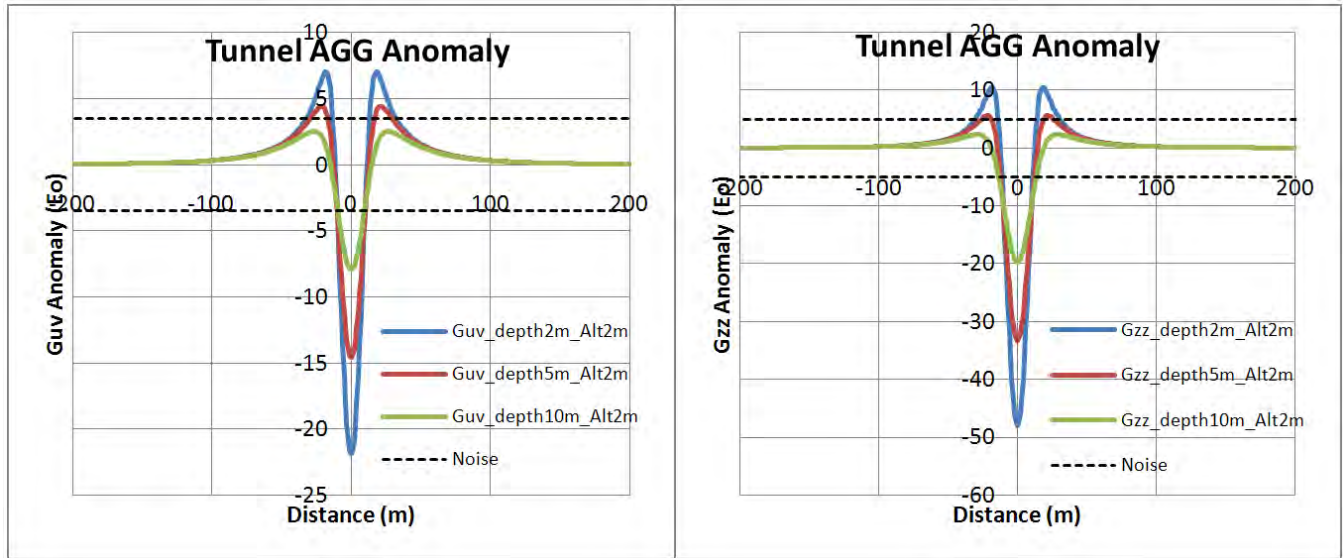 Tunnel AGG Anomaly
10
5
0
-5
-10
-15
-20
-25
-200
-100
0
100
200
Guv Anomaly (Eo)
Distance (m)
Guv_depth2m_Alt2m
Guv_depth5m_Alt2m
Guv_depth10m_Alt2m
Noise
Tunnel AGG Anomaly
20
10
0
-10
-20
-30
-40
-50
-60
-200
-100
0
100
200
Gzz Anomaly (Eo)
Distance (m)
Gzz_depth2m_Alt2m
Gzz_depth5m_Alt2m
Gzz_depth10m_Alt2m
Noise